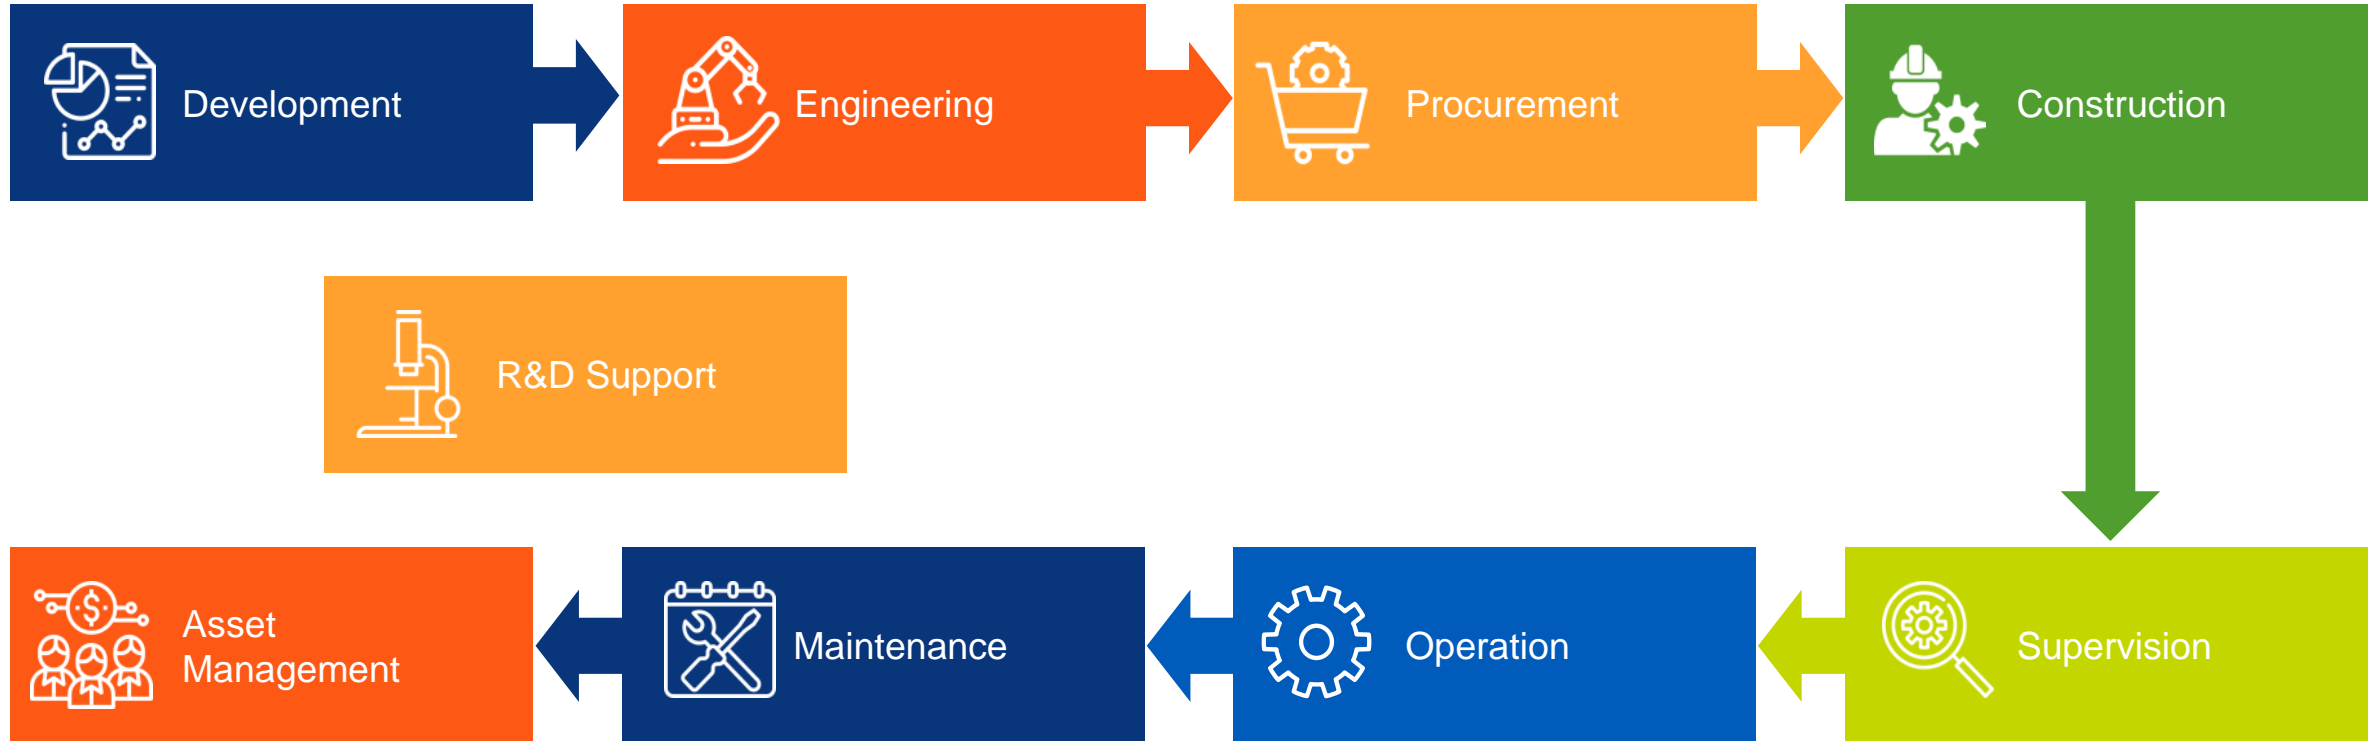 Development
Engineering
Procurement
Construction
R&D Support
Asset
Management
Maintenance
Operation
Supervision